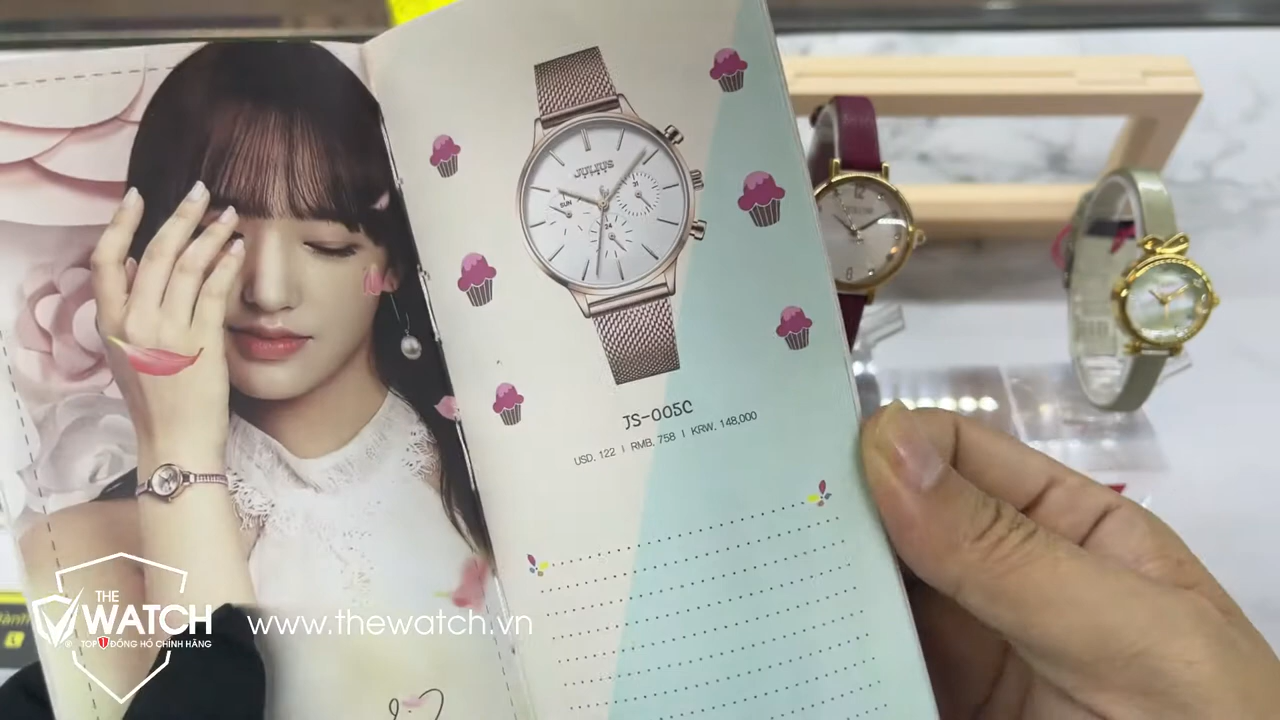 JULIUS
SUN
31
24
JS-005C
USD. 122 I RMB. 758 I KRW. 148,000
THE
WATCH
TOP 1 ĐỒNG HỒ CHÍNH HÃNG
www.thewatch.vn